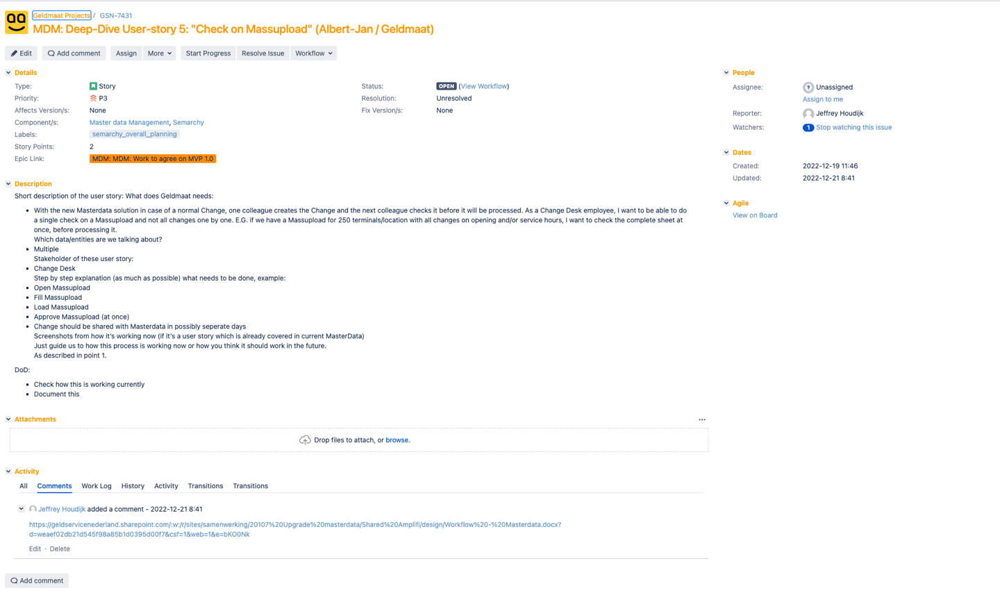 Geldmaat Projects / GSN-7431
MDM: Deep-Dive User-story 5: "Check on Massupload" (Albert-Jan / Geldmaat)
Edit Add comment Assign More Start Progress Resolve Issue Workflow
Details
Type: Story
Priority: P3
Affects Version/s: None
Component/s: Master data Management, Semarchy
Labels: semarchy_overall_planning
Story Points: 2
Epic Link: MDM: MDM: Work to agree on MVP 1.0
Status: OPEN (View Workflow)
Resolution: Unresolved
Fix Version/s: None
Description
Short description of the user story: What does Geldmaat needs:
• With the new Masterdata solution in case of a normal Change, one colleague creates the Change and the next colleague checks it before it will be processed. As a Change Desk employee, I want to be able to do
a single check on a Massupload and not all changes one by one. E.G. if we have a Massupload for 250 terminals/location with all changes on opening and/or service hours, I want to check the complete sheet at
once, before processing it.
Which data/entities are we talking about?
• Multiple
Stakeholder of these user story:
• Change Desk
Step by step explanation (as much as possible) what needs to be done, example:
• Open Massupload
• Fill Massupload
• Load Massupload
• Approve Massupload (at once)
• Change should be shared with Masterdata in possibly seperate days
Screenshots from how it's working now (if it's a user story which is already covered in current MasterData)
Just guide us to how this process is working now or how you think it should work in the future.
As described in point 1.
DoD:
• Check how this is working currently
• Document this
Attachments
Drop files to attach, or browse.
Activity
All Comments Work Log History Activity Transitions Transitions
Jeffrey Houdijk added a comment - 2022-12-21 8:41
https://geldservicenederland.sharepoint.com/:w:/r/sites/samenwerking/20107%20Upgrade%20masterdata/Shared%20Amplifi/design/Workflow%20-%20Masterdata.docx?
d=weaef02db21d545f98a85b1d0395d00f7&csf=1&web=1&e=bKO0Nk
Edit · Delete
Add comment
People
Assignee: Unassigned
Assign to me
Reporter: Jeffrey Houdijk
Watchers: 1 Stop watching this issue
Dates
Created: 2022-12-19 11:46
Updated: 2022-12-21 8:41
Agile
View on Board